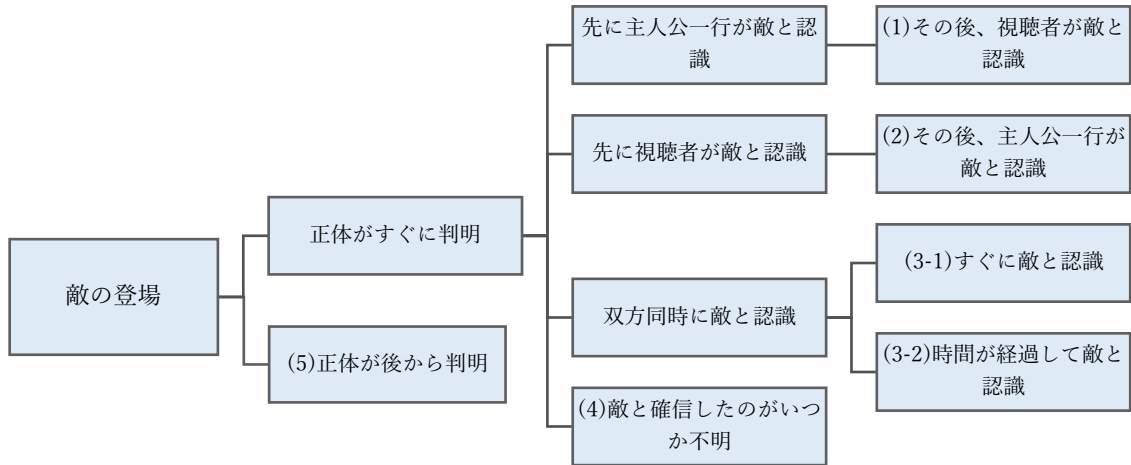 敵の登場
正体がすぐに判明
(5)正体が後から判明
先に主人公一行が敵と認
識
(1)その後、視聴者が敵と
認識
先に視聴者が敵と認識
(2)その後、主人公一行が
敵と認識
双方同時に敵と認識
(3-1)すぐに敵と認識
(3-2)時間が経過して敵と
認識
(4)敵と確信したのがいつ
か不明